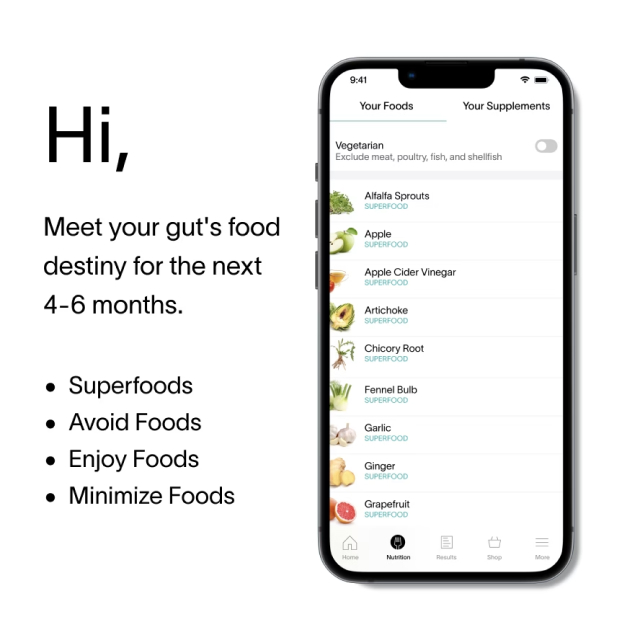 Hi,
Meet your gut's food
destiny for the next
4-6 months.
• Superfoods
• Avoid Foods
• Enjoy Foods
• Minimize Foods
9:41
Your Foods Your Supplements
Vegetarian
Exclude meat, poultry, fish, and shellfish
Alfalfa Sprouts
SUPERFOOD
Apple
SUPERFOOD
Apple Cider Vinegar
SUPERFOOD
Artichoke
SUPERFOOD
Chicory Root
SUPERFOOD
Fennel Bulb
SUPERFOOD
Garlic
SUPERFOOD
Ginger
SUPERFOOD
Grapefruit
SUPERFOOD
Home Nutrition Results Shop More